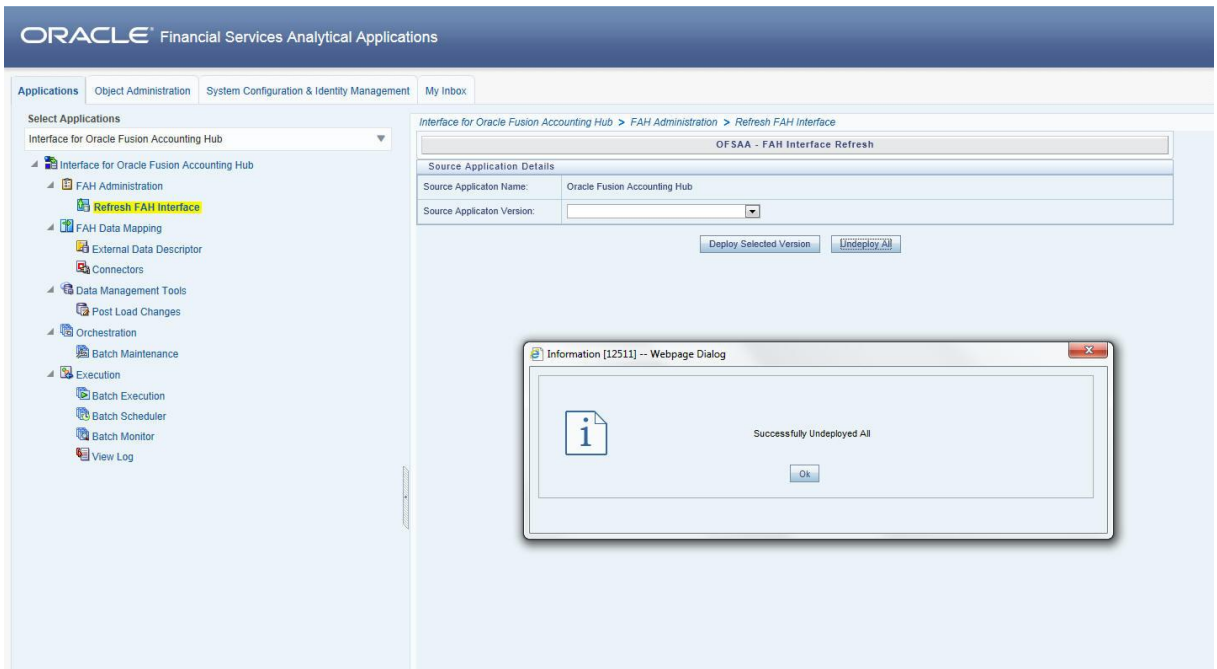 ORACLE® Financial Services Analytical Applications
Applications Object Administration System Configuration & Identity Management My Inbox
Select Applications
Interface for Oracle Fusion Accounting Hub
Interface for Oracle Fusion Accounting Hub
FAH Administration
Refresh FAH Interface
FAH Data Mapping
External Data Descriptor
Connectors
Data Management Tools
Post Load Changes
Orchestration
Batch Maintenance
Execution
Batch Execution
Batch Scheduler
Batch Monitor
View Log
Interface for Oracle Fusion Accounting Hub > FAH Administration > Refresh FAH Interface
OFSAA - FAH Interface Refresh
Source Application Details
Source Applicaton Name: Oracle Fusion Accounting Hub
Source Applicaton Version:
Deploy Selected Version Undeploy All
Information [12511] -- Webpage Dialog
Successfully Undeployed All
Ok